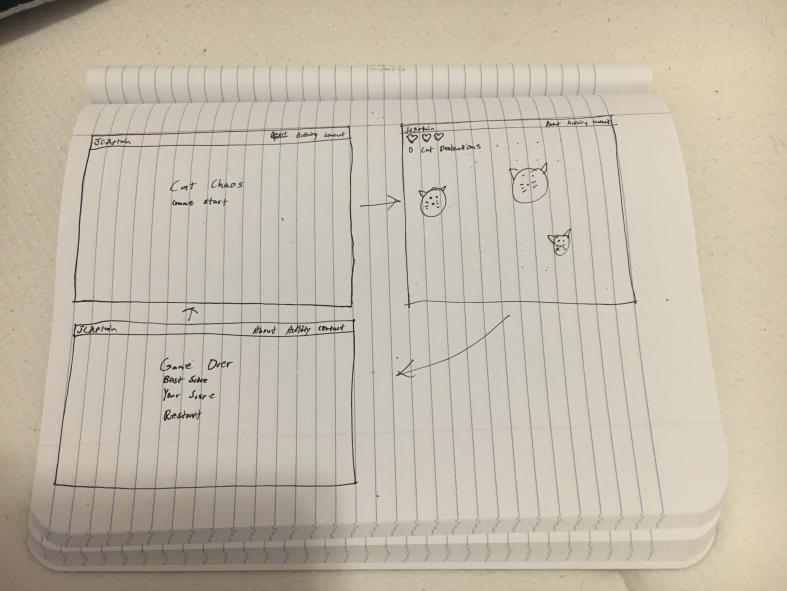 JCAptain About Activity Contact
Cat Chaos
Game start
JCAptain About Activity Contact
0 Cat Destructions
JCAptain About Activity Contact
Game Over
Best Score
Your Score
Restart